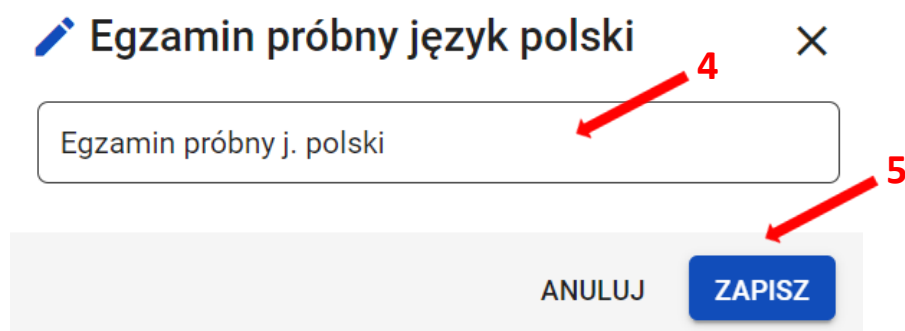 Egzamin próbny język polski
4
Egzamin próbny j. polski
5
ANULUJ ZAPISZ